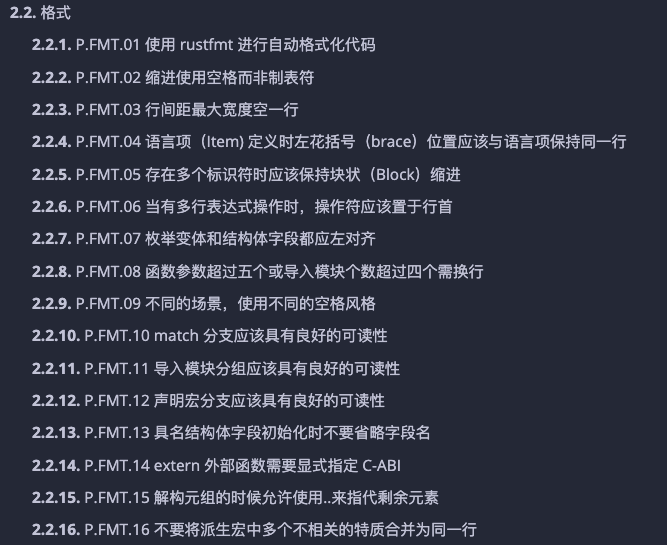 2.2. 格式
2.2.1. P.FMT.01 使用 rustfmt 进行自动格式化代码
2.2.2. P.FMT.02 缩进使用空格而非制表符
2.2.3. P.FMT.03 行间距最大宽度空一行
2.2.4. P.FMT.04 语言项（Item) 定义时左花括号（brace）位置应该与语言项保持同一行
2.2.5. P.FMT.05 存在多个标识符时应该保持块状（Block）缩进
2.2.6. P.FMT.06 当有多行表达式操作时，操作符应该置于行首
2.2.7. P.FMT.07 枚举变体和结构体字段都应左对齐
2.2.8. P.FMT.08 函数参数超过五个或导入模块个数超过四个需换行
2.2.9. P.FMT.09 不同的场景，使用不同的空格风格
2.2.10. P.FMT.10 match 分支应该具有良好的可读性
2.2.11. P.FMT.11 导入模块分组应该具有良好的可读性
2.2.12. P.FMT.12 声明宏分支应该具有良好的可读性
2.2.13. P.FMT.13 具名结构体字段初始化时不要省略字段名
2.2.14. P.FMT.14 extern 外部函数需要显式指定 C-ABI
2.2.15. P.FMT.15 解构元组的时候允许使用..来指代剩余元素
2.2.16. P.FMT.16 不要将派生宏中多个不相关的特质合并为同一行